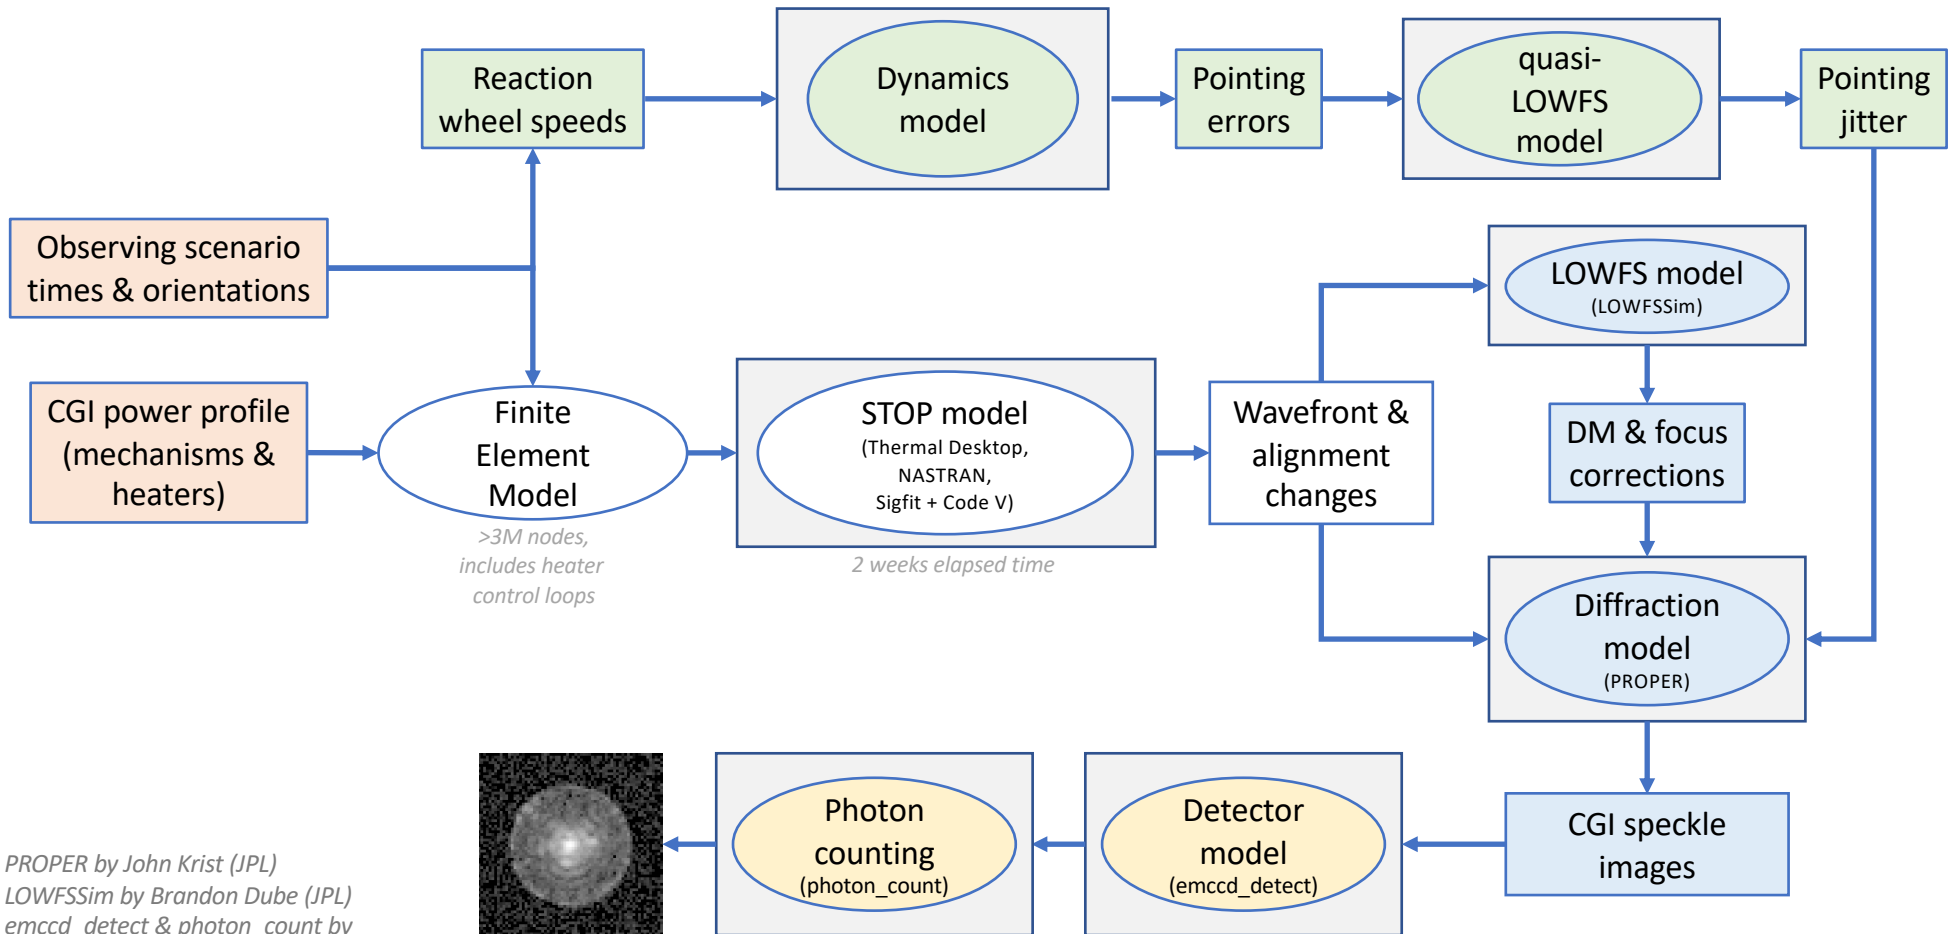 Reaction
wheel speeds
Dynamics
model
Pointing
errors
quasi-
LOWFS
model
Pointing
jitter
Observing scenario
times & orientations
LOWFS model
(LOWFSSim)
CGI power profile
(mechanisms &
heaters)
Finite
Element
Model
>3M nodes,
includes heater
control loops
STOP model
(Thermal Desktop,
NASTRAN,
Sigfit + Code V)
2 weeks elapsed time
Wavefront &
alignment
changes
DM & focus
corrections
Diffraction
model
(PROPER)
Photon
counting
(photon_count)
Detector
model
(emccd_detect)
CGI speckle
images
PROPER by John Krist (JPL)
LOWFSSim by Brandon Dube (JPL)
emccd_detect & photon_count by